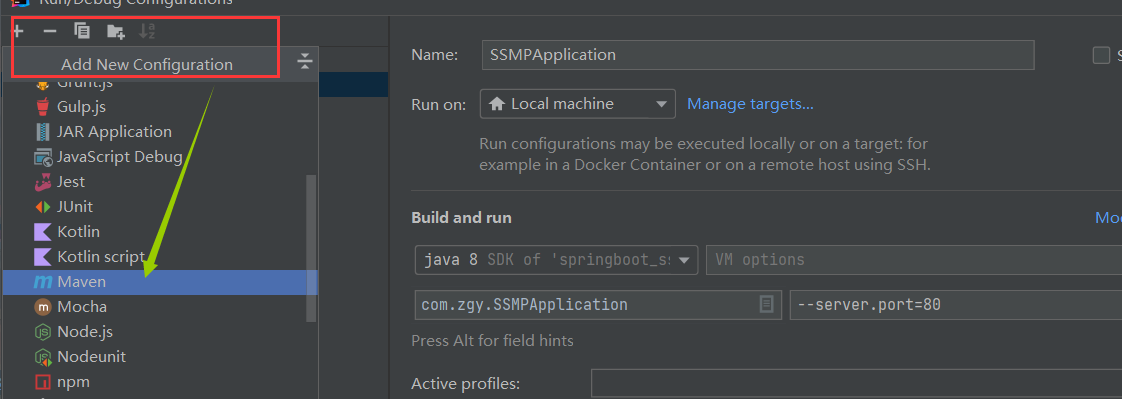 Run/Debug Configurations
Add New Configuration
Grunt.js
Gulp.js
JAR Application
JavaScript Debug
Jest
JUnit
Kotlin
Kotlin script
Maven
Mocha
Node.js
Nodeunit
npm
Name: SSMPApplication
Run on: Local machine Manage targets...
Run configurations may be executed locally or on a target: for
example in a Docker Container or on a remote host using SSH.
Build and run
java 8 SDK of 'springboot_ss VM options
com.zgy.SSMPApplication --server.port=80
Press Alt for field hints
Active profiles: